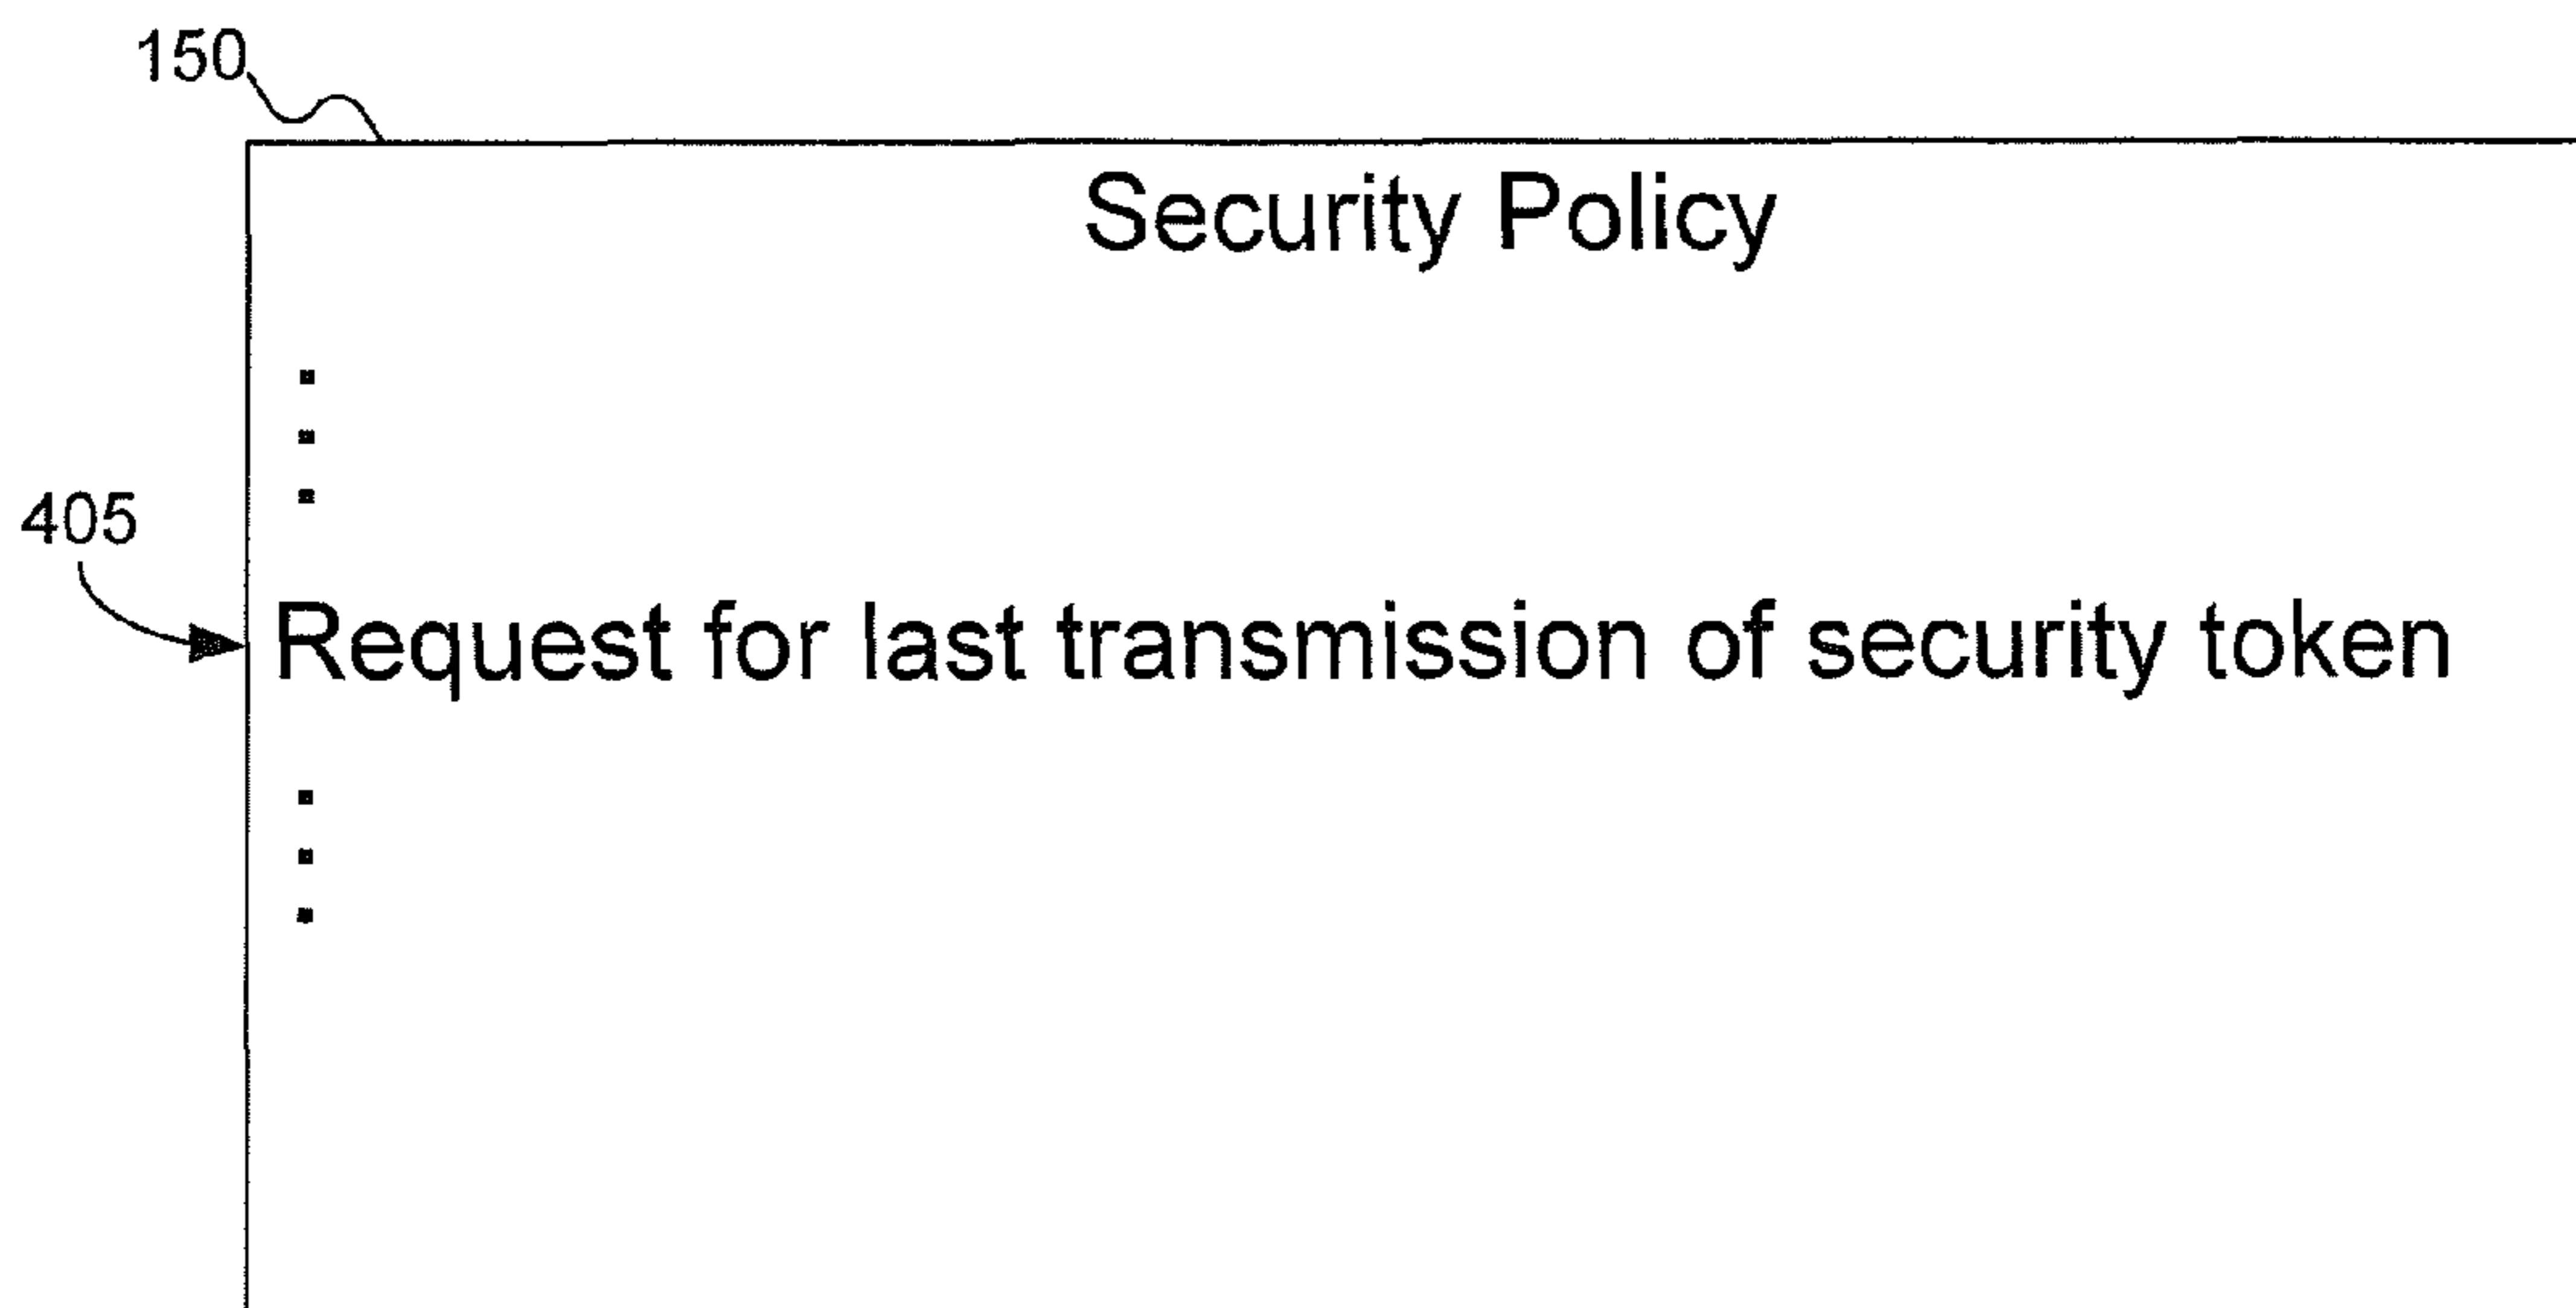 150
Security Policy
405
Request for last transmission of security token